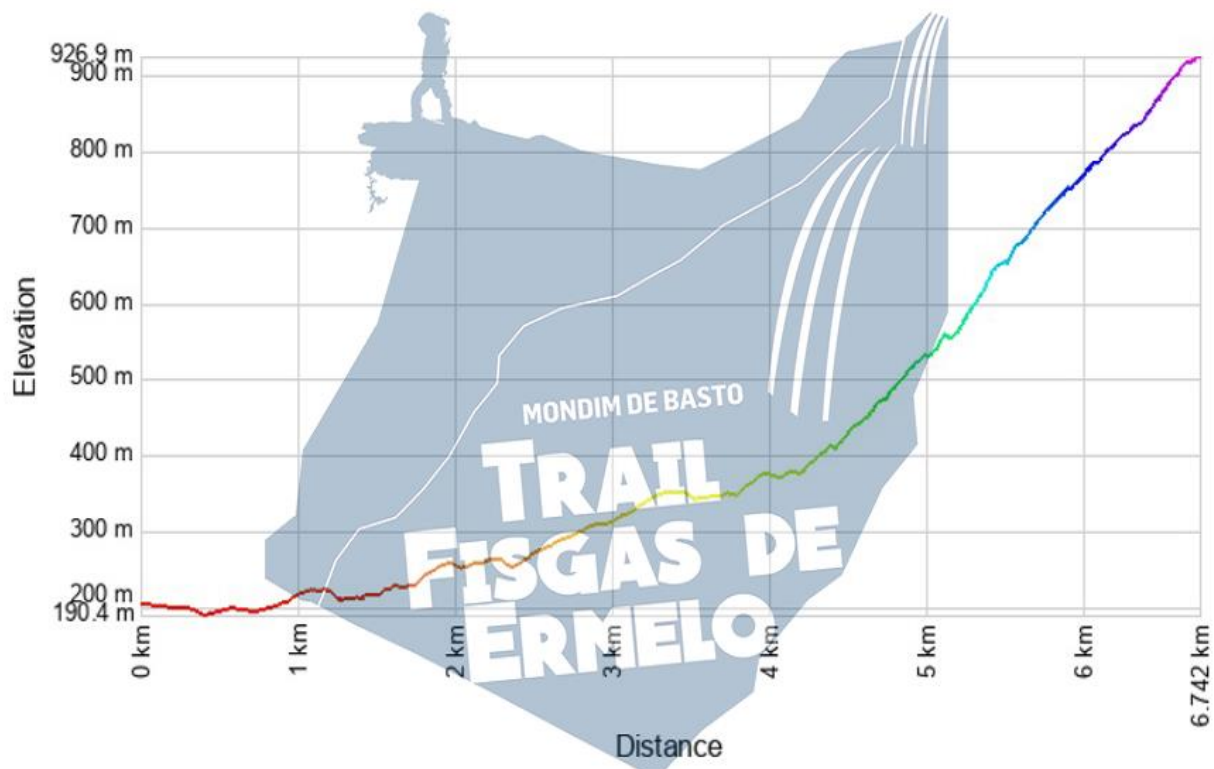 926.9 m
900 m
800 m
700 m
600 m
500 m
400 m
300 m
200 m
190.4 m
Elevation
MONDIM DE BASTO
TRAIL
FISGAS DE
ERMELO
0 km
1 km
2 km
3 km
4 km
5 km
6 km
6.742 km
Distance